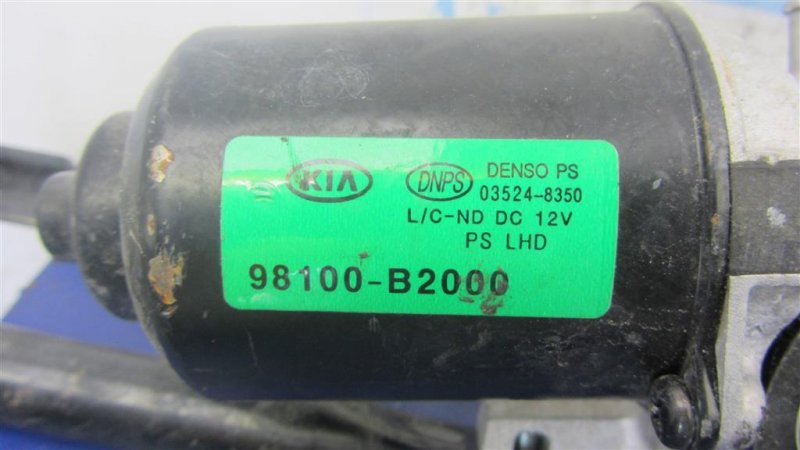 KIA DNPS DENSO PS
03524-8350
L/C-ND DC 12V
PS LHD
98100-B2000